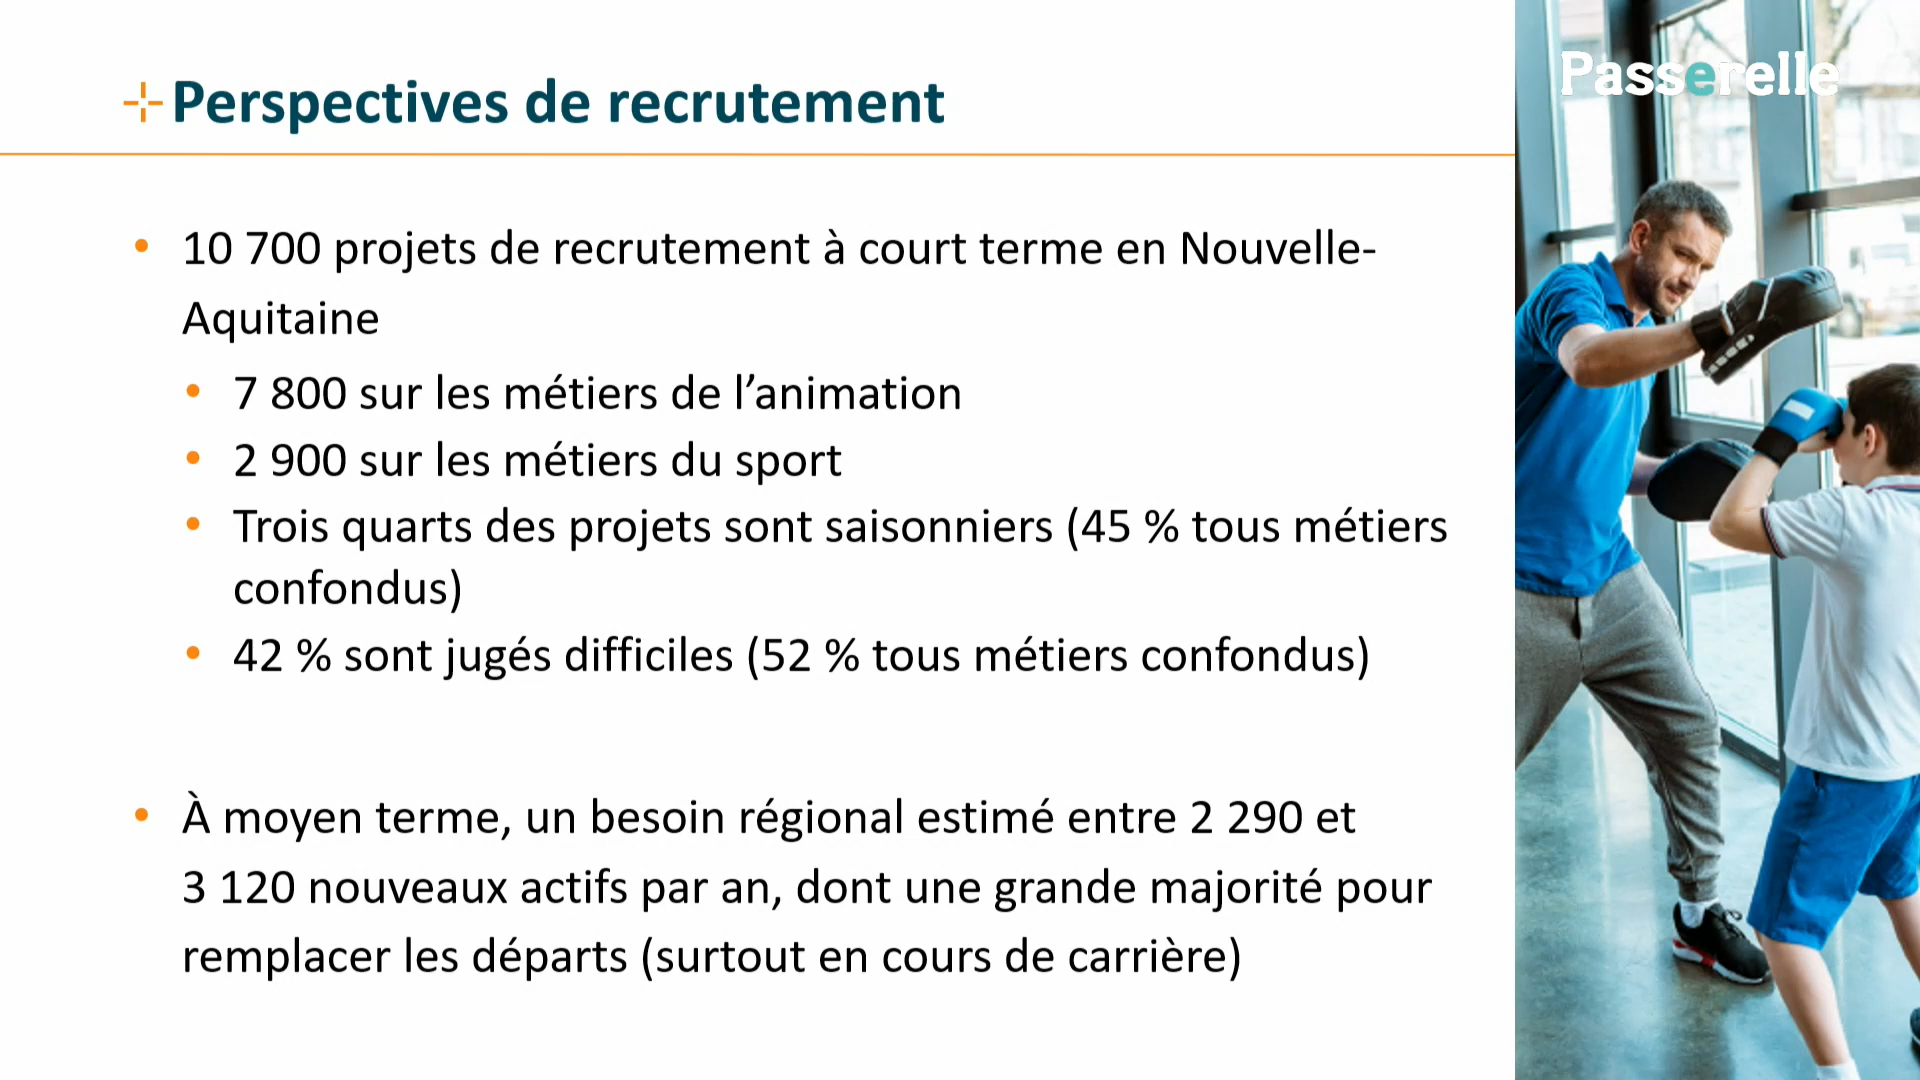 Perspectives de recrutement
Passerelle
• 10 700 projets de recrutement à court terme en Nouvelle-
Aquitaine
• 7 800 sur les métiers de l’animation
• 2 900 sur les métiers du sport
• Trois quarts des projets sont saisonniers (45 % tous métiers
confondus)
• 42 % sont jugés difficiles (52 % tous métiers confondus)
• À moyen terme, un besoin régional estimé entre 2 290 et
3 120 nouveaux actifs par an, dont une grande majorité pour
remplacer les départs (surtout en cours de carrière)